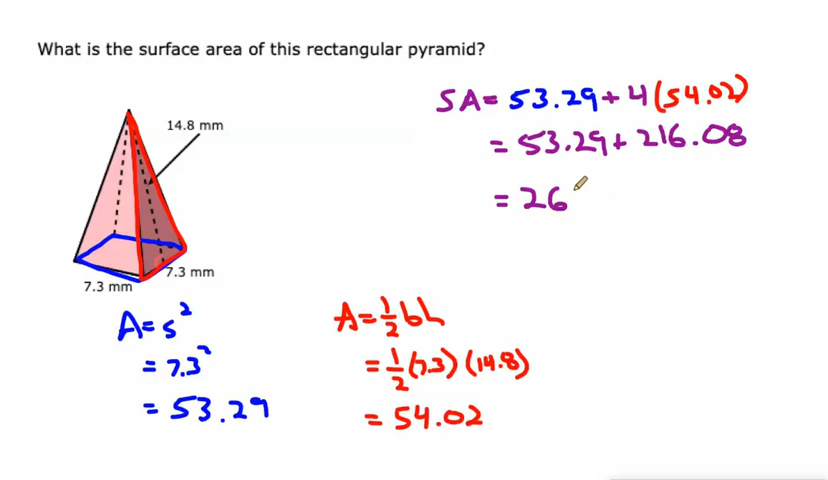 What is the surface area of this rectangular pyramid?
SA = 53.29 + 4(54.02)
= 53.29 + 216.08
= 26
14.8 mm
7.3 mm
7.3 mm
A = s²
= 7.3²
= 53.29
A = 1/2 bh
= 1/2 (7.3)(14.8)
= 54.02